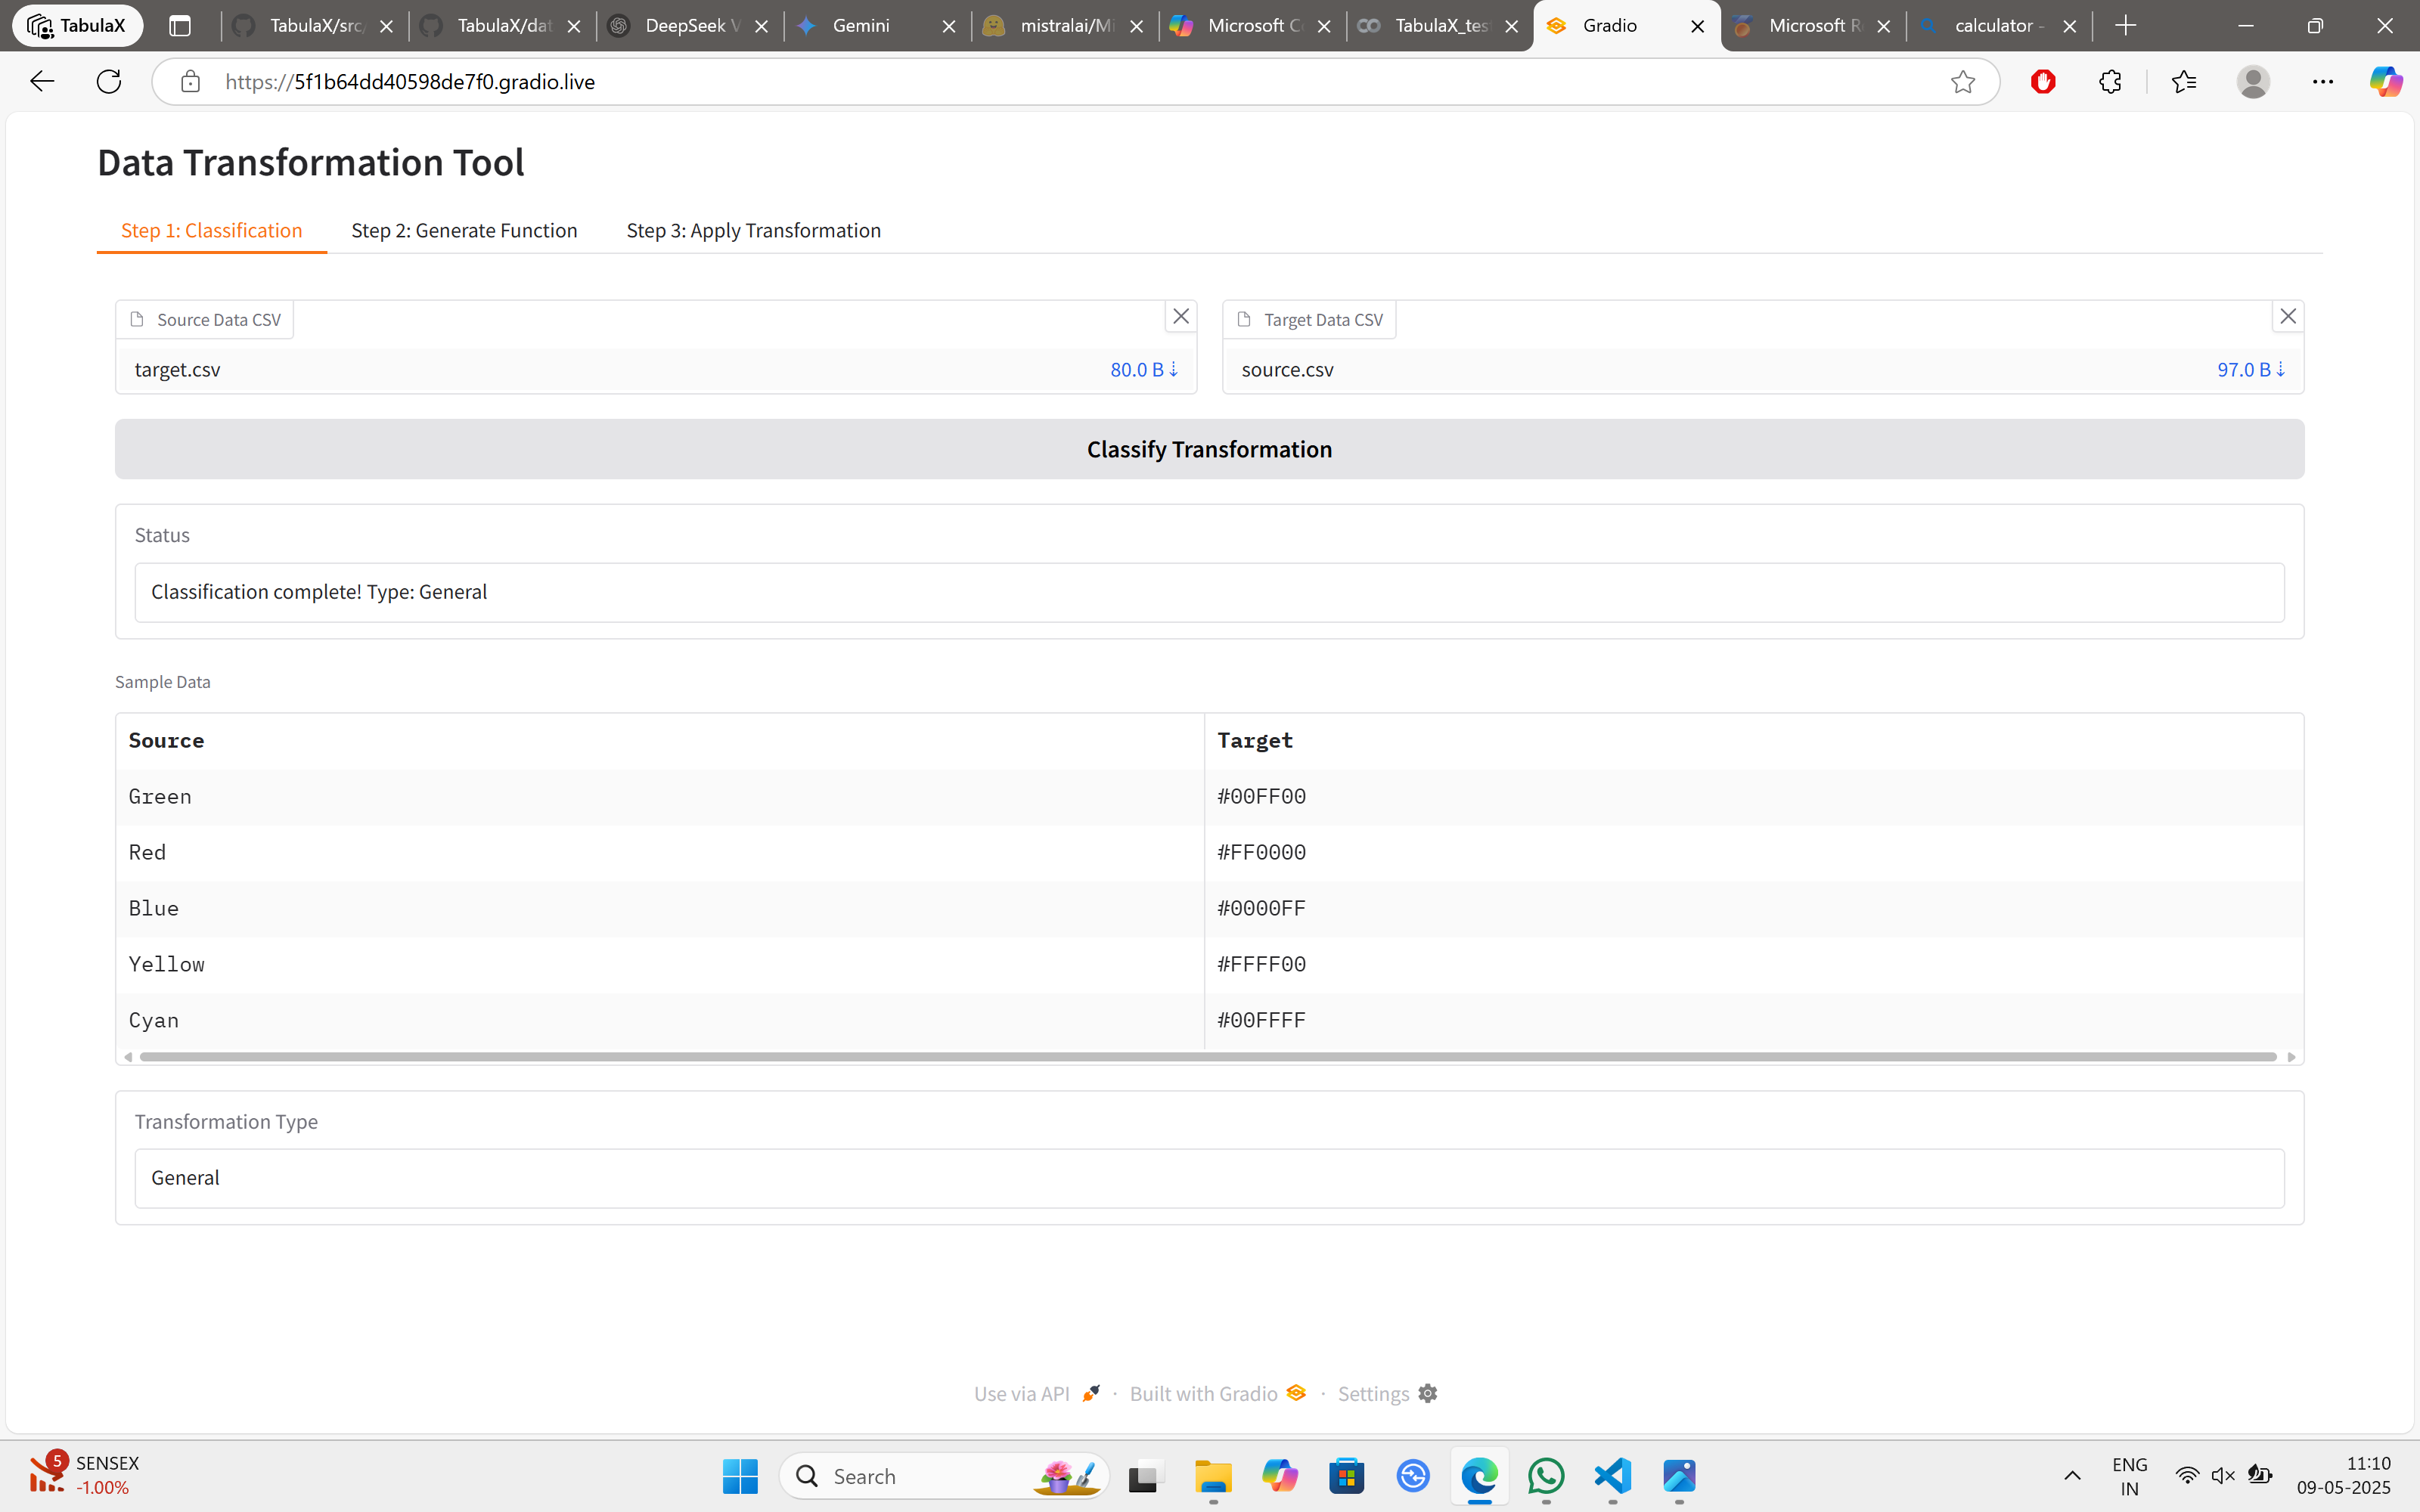 TabulaX
TabulaX/src/
TabulaX/dat
DeepSeek V
Gemini
mistralai/Mi
Microsoft C
TabulaX_tes
Gradio
Microsoft R
calculator -
https://5f1b64dd40598de7f0.gradio.live
Data Transformation Tool
Step 1: Classification
Step 2: Generate Function
Step 3: Apply Transformation
Source Data CSV
target.csv
80.0 B ⇣
Target Data CSV
source.csv
97.0 B ⇣
Classify Transformation
Status
Classification complete! Type: General
Sample Data
Source Target
Green #00FF00
Red #FF0000
Blue #0000FF
Yellow #FFFF00
Cyan #00FFFF
Transformation Type
General
Use via API · Built with Gradio · Settings
5
SENSEX
-1.00%
Search
ENG
IN
11:10
09-05-2025